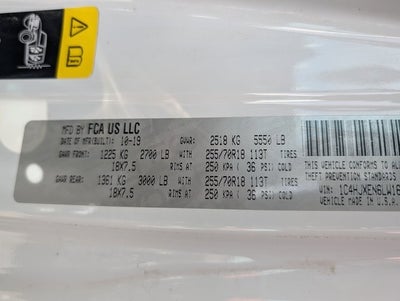 MFD BY FCA US LLC
DATE OF MFR(BUILT): 10-19 GVWR: 2518 KG 5550 LB
GAWR FRONT: 1225 KG 2700 LB WITH 255/70R18 113T TIRES
18X7.5 RIMS AT 250 KPA( 36 PSI) COLD
GAWR REAR: 1361 KG 3000 LB WITH 255/70R18 113T TIRES
18X7.5 RIMS AT 250 KPA( 36 PSI) COLD
THIS VEHICLE CONFORMS TO ALL
THEFT PREVENTION STANDARDS
VIN: 1C4HJXEN6LW16
VEHICLE MADE IN U.S.A.